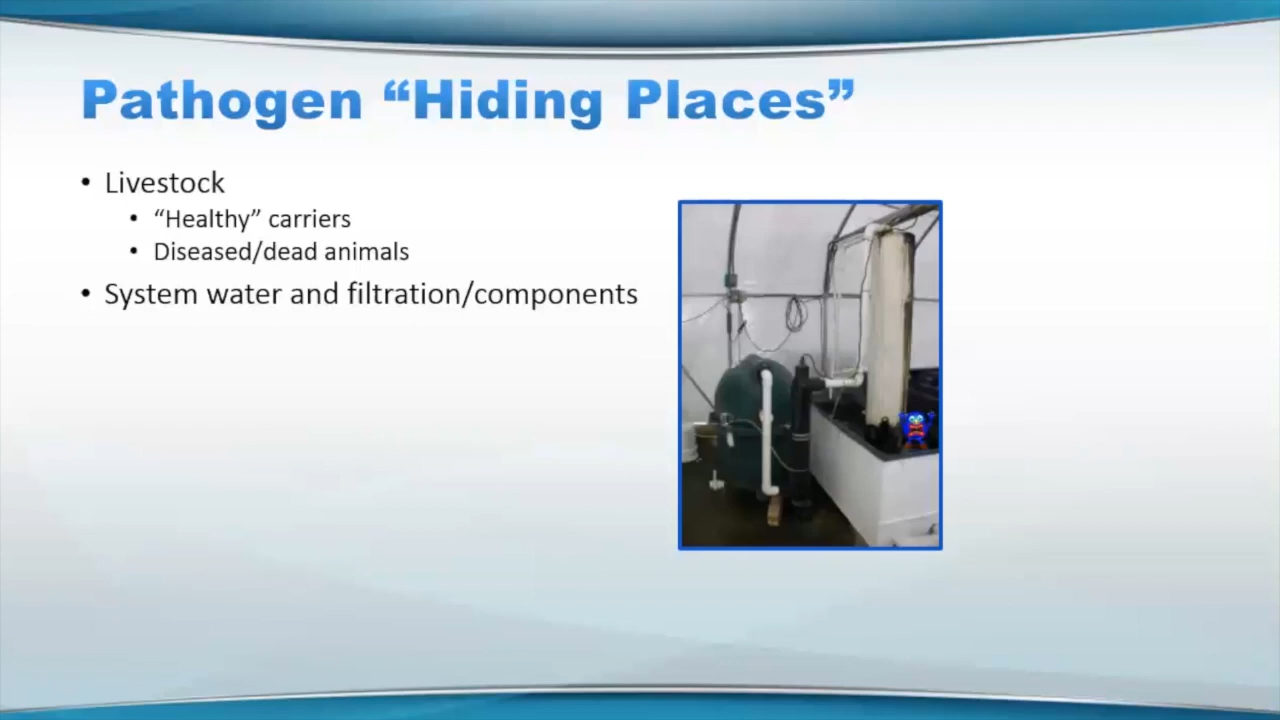 Pathogen “Hiding Places”
• Livestock
• “Healthy” carriers
• Diseased/dead animals
• System water and filtration/components